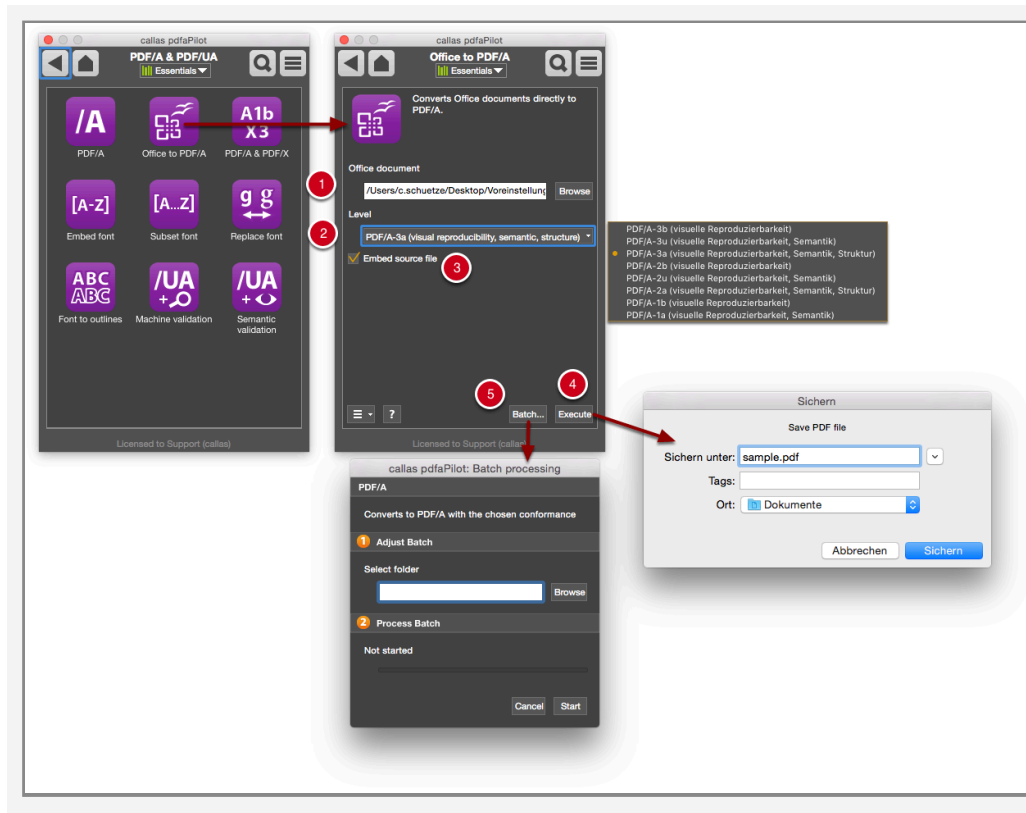 callas pdfaPilot
PDF/A & PDF/UA
Essentials
/A
PDF/A
Office to PDF/A
A1b
X3
PDF/A & PDF/X
[A-Z]
Embed font
[A...Z]
Subset font
g g
Replace font
ABC
ABC
Font to outlines
/UA
+
Machine validation
/UA
+
Semantic
validation
Licensed to Support (callas)
callas pdfaPilot
Office to PDF/A
Essentials
Converts Office documents directly to
PDF/A.
Office document
1
/Users/c.schuetze/Desktop/Voreinstellung
Browse
Level
2
PDF/A-3a (visual reproducibility, semantic, structure)
Embed source file
3
4
5
?
Batch...
Execute
Licensed to Support (callas)
PDF/A-3b (visuelle Reproduzierbarkeit)
PDF/A-3u (visuelle Reproduzierbarkeit, Semantik)
PDF/A-3a (visuelle Reproduzierbarkeit, Semantik, Struktur)
PDF/A-2b (visuelle Reproduzierbarkeit)
PDF/A-2u (visuelle Reproduzierbarkeit, Semantik)
PDF/A-2a (visuelle Reproduzierbarkeit, Semantik, Struktur)
PDF/A-1b (visuelle Reproduzierbarkeit)
PDF/A-1a (visuelle Reproduzierbarkeit, Semantik)
callas pdfaPilot: Batch processing
PDF/A
Converts to PDF/A with the chosen conformance
1 Adjust Batch
Select folder
Browse
2 Process Batch
Not started
Cancel
Start
Sichern
Save PDF file
Sichern unter: sample.pdf
Tags:
Ort: Dokumente
Abbrechen
Sichern